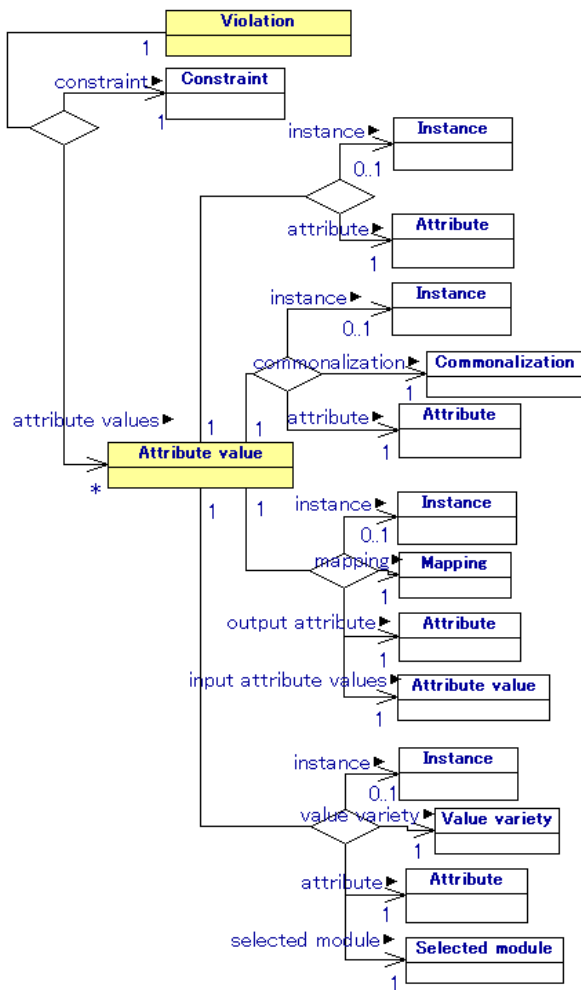 Violation
1
constraint
Constraint
1
instance
Instance
0..1
attribute
Attribute
1
instance
Instance
0..1
commonalization
Commonalization
1
attribute
Attribute
1
attribute values
1
1
Attribute value
*
1
1
instance
Instance
0..1
mapping
Mapping
1
output attribute
Attribute
1
input attribute values
Attribute value
1
instance
Instance
0..1
value variety
Value variety
1
attribute
Attribute
1
selected module
Selected module
1